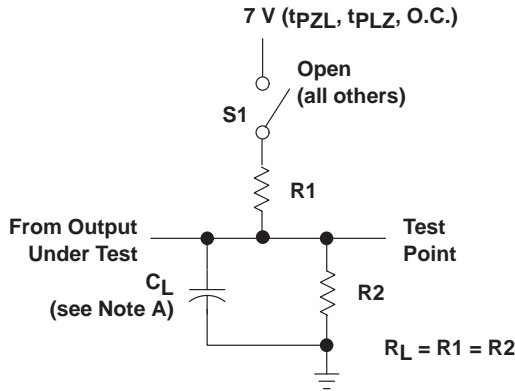 7 V (tPZL, tPLZ, O.C.)
Open
(all others)
S1
R1
From Output
Under Test
Test
Point
CL
(see Note A)
R2
RL = R1 = R2